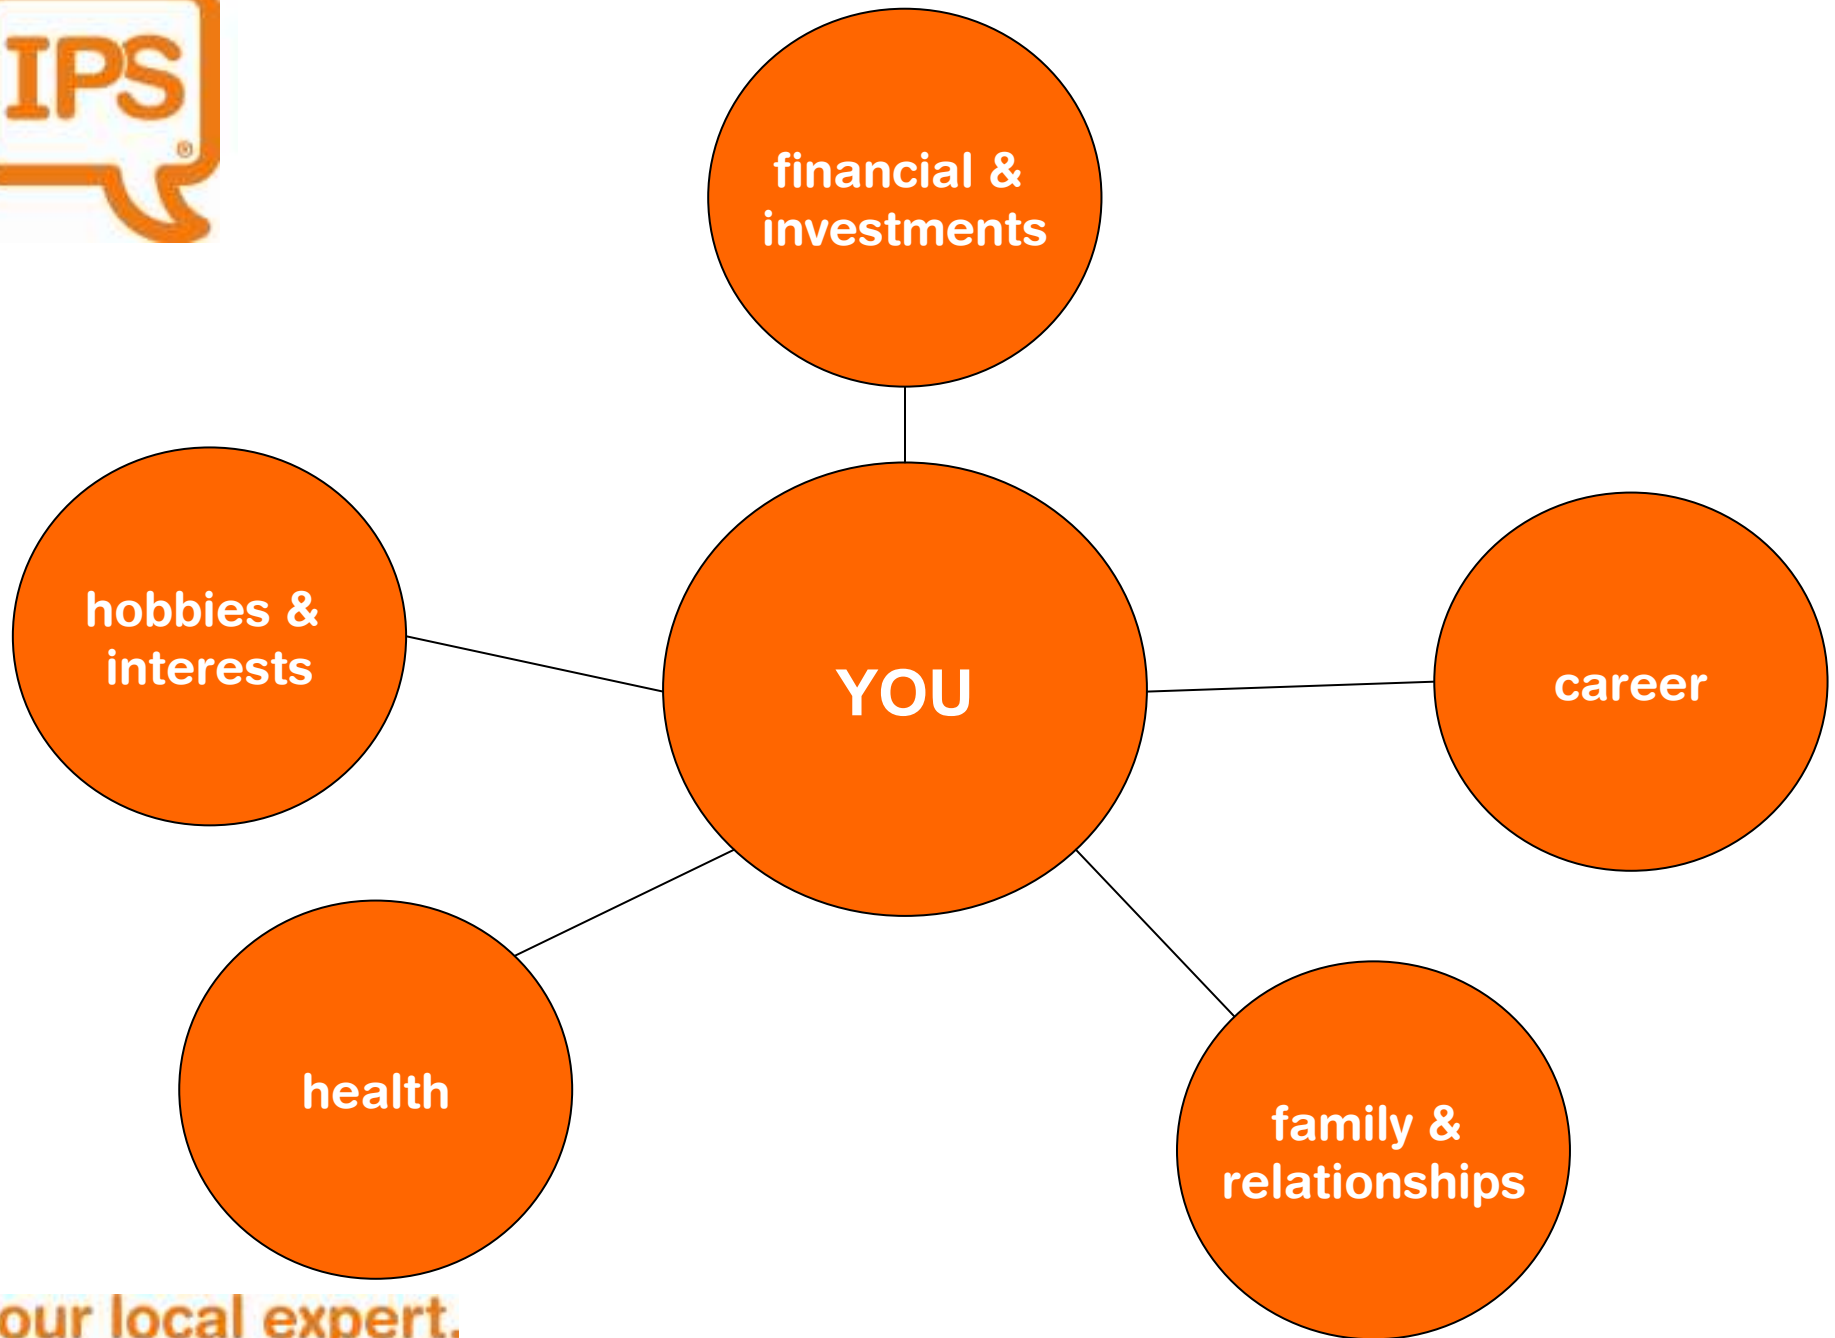 IPS
®
financial &
investments
hobbies &
interests
YOU
career
health
family &
relationships
our local expert.